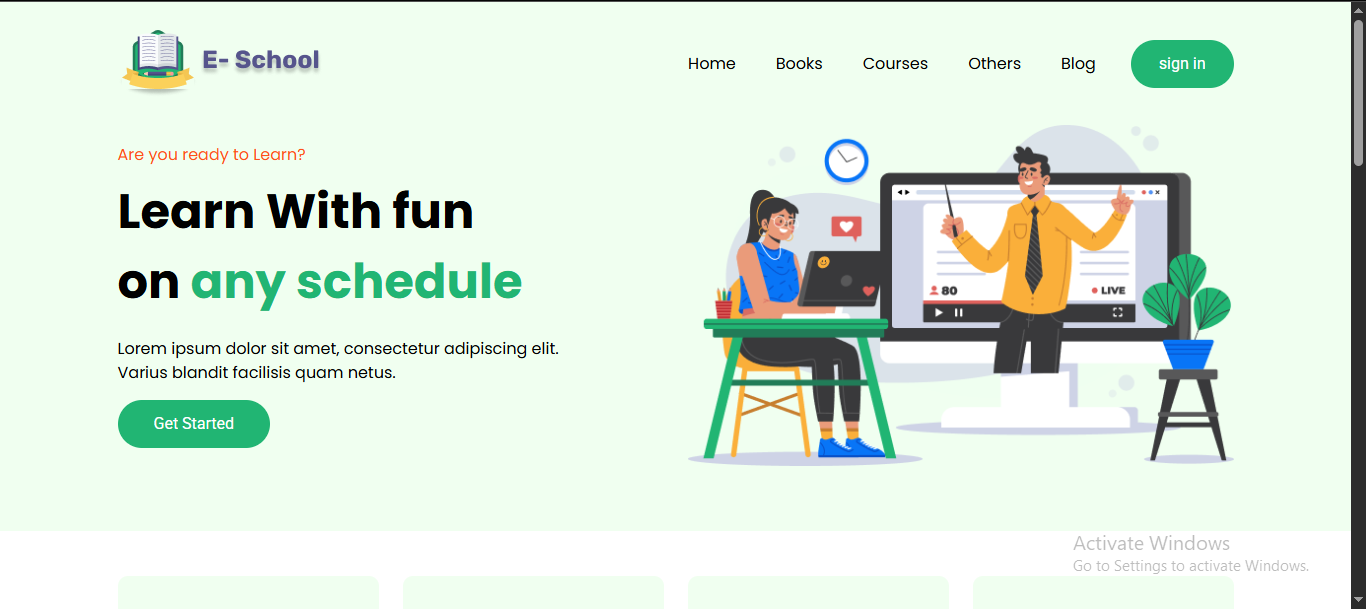 E- School
Home
Books
Courses
Others
Blog
sign in
Are you ready to Learn?
Learn With fun
on any schedule
Lorem ipsum dolor sit amet, consectetur adipiscing elit.
Varius blandit facilisis quam netus.
Get Started
80
LIVE
Activate Windows
Go to Settings to activate Windows.